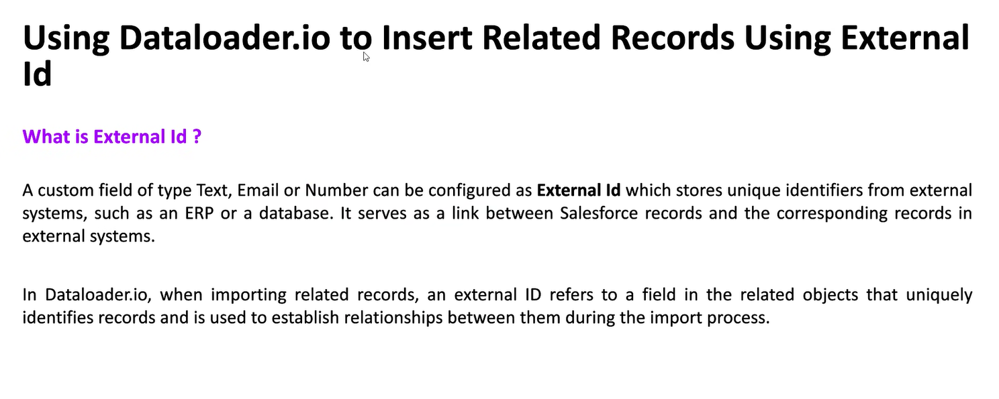 Using Dataloader.io to Insert Related Records Using External
Id
What is External Id ?
A custom field of type Text, Email or Number can be configured as External Id which stores unique identifiers from external
systems, such as an ERP or a database. It serves as a link between Salesforce records and the corresponding records in
external systems.
In Dataloader.io, when importing related records, an external ID refers to a field in the related objects that uniquely
identifies records and is used to establish relationships between them during the import process.